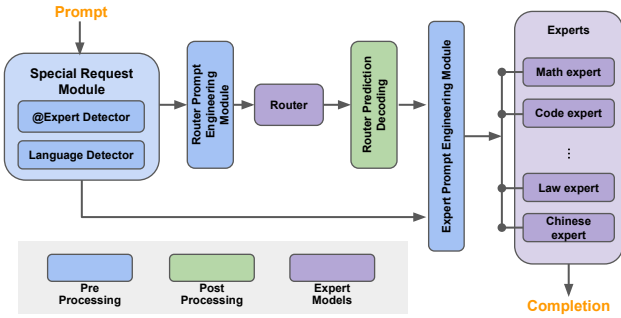 Prompt
Special Request
Module
@Expert Detector
Language Detector
Router Prompt
Engineering
Module
Router
Router Prediction
Decoding
Expert Prompt Engineering Module
Experts
Math expert
Code expert
...
Law expert
Chinese
expert
Completion
Pre
Processing
Post
Processing
Expert
Models